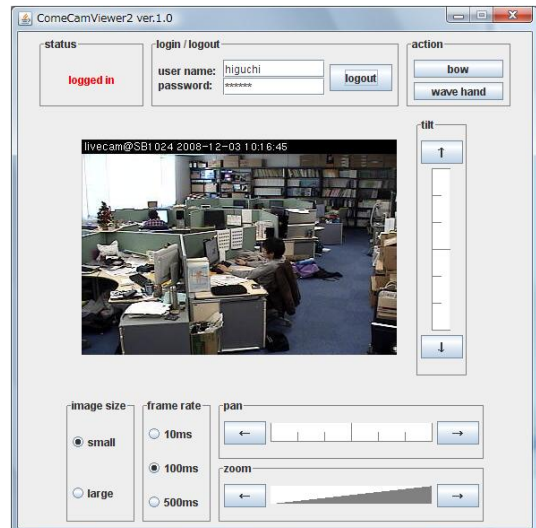 ComeCamViewer2 ver.1.0
status
logged in
login / logout
user name: higuchi
password: ******
logout
action
bow
wave hand
livecam@SB1024 2008-12-03 10:16:45
tilt
↑
↓
image size
small
large
frame rate
10ms
100ms
500ms
pan
← →
zoom
← →